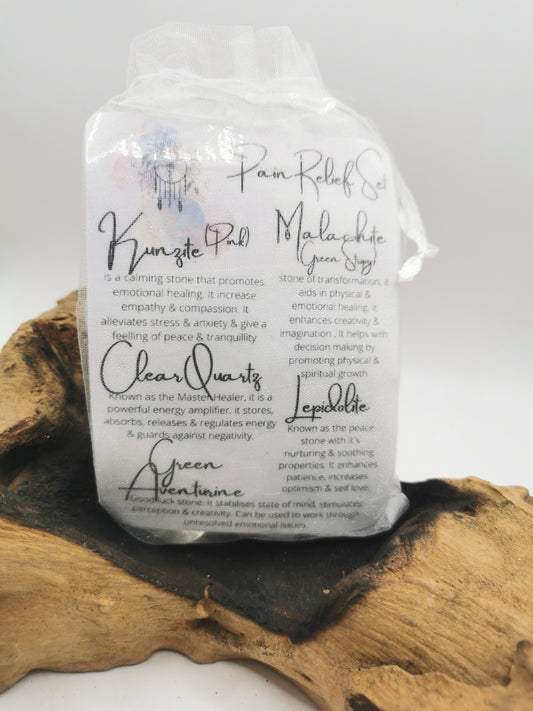 Pain Relief Set
Kunzite (Pink)
is a calming stone that promotes
emotional healing. It increase
empathy & compassion. It
alleviates stress & anxiety & give a
feelling of peace & tranquillity
Malachite
(Green Stripy)
stone of transformation, it
aids in physical &
emotional healing. It
enhances creativity &
imagination . It helps with
decision making by
promoting physical &
spiritual growth
Clear Quartz
Known as the Master Healer, it is a
powerful energy amplifier. it stores,
absorbs, releases & regulates energy
& guards against negativity.
Lepidolite
Known as the peace
stone with it's
nurturing & soothing
properties. It enhances
patience, increases
optimism & self love.
Green
Aventurine
Good luck stone. It stabilises state of mind, stimulates
perception & creativity. Can be used to work through
unresolved emotional issues.